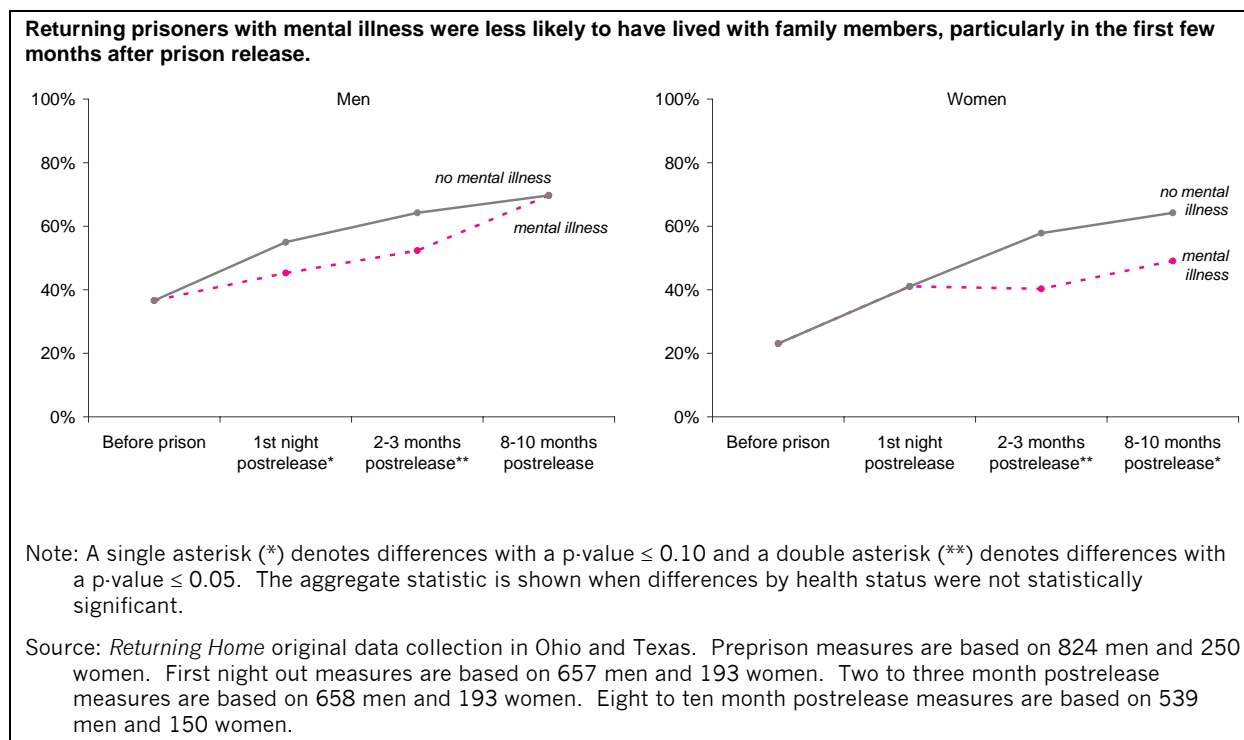 Returning prisoners with mental illness were less likely to have lived with family members, particularly in the first few
months after prison release.
Men
100%
80%
60%
40%
20%
0%
no mental illness
mental illness
Before prison
1st night
postrelease*
2-3 months
postrelease**
8-10 months
postrelease
Women
100%
80%
60%
40%
20%
0%
no mental
illness
mental
illness
Before prison
1st night
postrelease
2-3 months
postrelease**
8-10 months
postrelease*
Note: A single asterisk (*) denotes differences with a p-value ≤ 0.10 and a double asterisk (**) denotes differences with
a p-value ≤ 0.05.  The aggregate statistic is shown when differences by health status were not statistically
significant.
Source: Returning Home original data collection in Ohio and Texas.  Preprison measures are based on 824 men and 250
women.  First night out measures are based on 657 men and 193 women.  Two to three month postrelease
measures are based on 658 men and 193 women.  Eight to ten month postrelease measures are based on 539
men and 150 women.